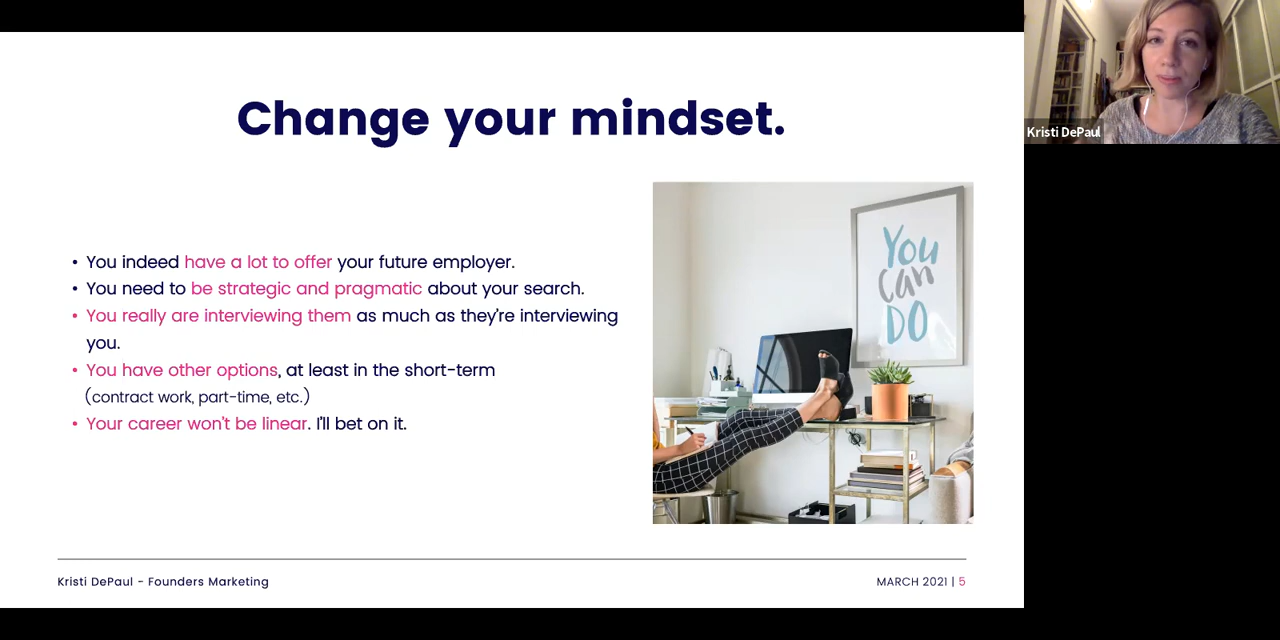 Change your mindset.
• You indeed have a lot to offer your future employer.
• You need to be strategic and pragmatic about your search.
• You really are interviewing them as much as they're interviewing
you.
• You have other options, at least in the short-term
(contract work, part-time, etc.)
• Your career won't be linear. I'll bet on it.
You
can
DO
Kristi DePaul - Founders Marketing
MARCH 2021 | 5
Kristi DePaul